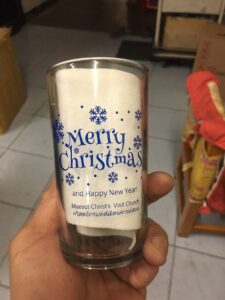 Merry
Christmas
and Happy New Year!
Maesot Christ's Visit Church